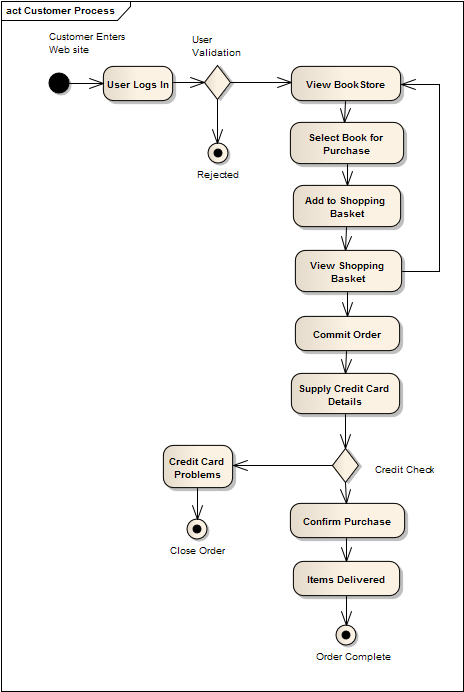 act Customer Process
Customer Enters
Web site
User
Validation
User Logs In
View BookStore
Select Book for
Purchase
Rejected
Add to Shopping
Basket
View Shopping
Basket
Commit Order
Supply Credit Card
Details
Credit Card
Problems
Credit Check
Confirm Purchase
Close Order
Items Delivered
Order Complete